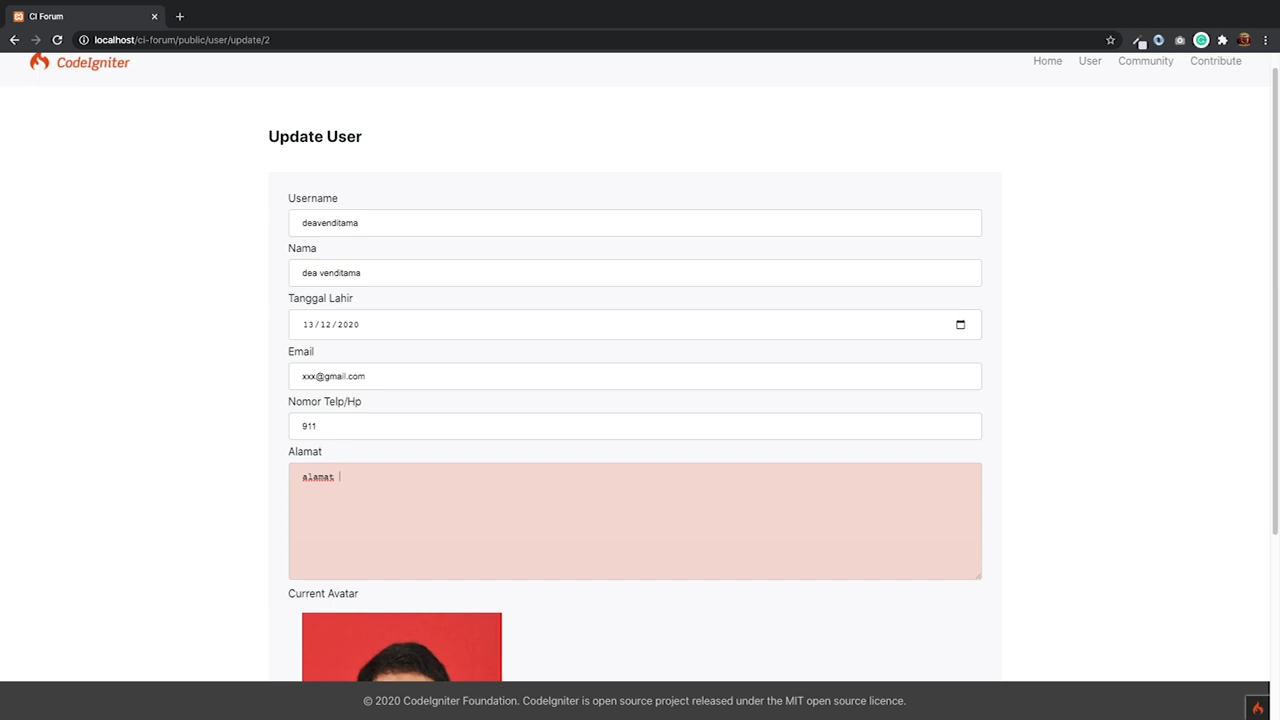 CI Forum
localhost/ci-forum/public/user/update/2
CodeIgniter
Home User Community Contribute
Update User
Username
deavenditama
Nama
dea venditama
Tanggal Lahir
13/12/2020
Email
xxx@gmail.com
Nomor Telp/Hp
911
Alamat
alamat
Current Avatar
© 2020 CodeIgniter Foundation. CodeIgniter is open source project released under the MIT open source licence.